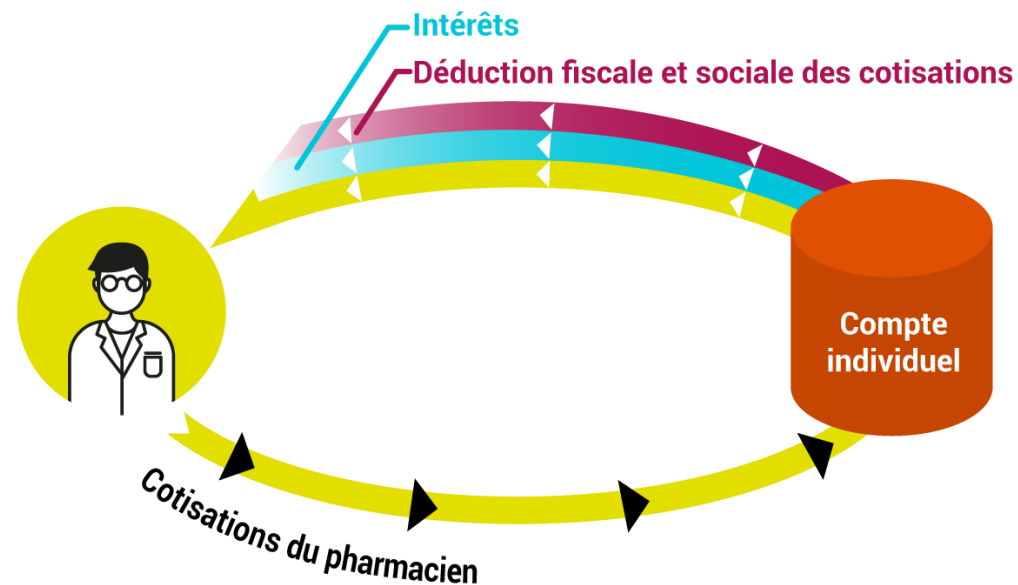 Intérêts
Déduction fiscale et sociale des cotisations
Compte
individuel
Cotisations du pharmacien